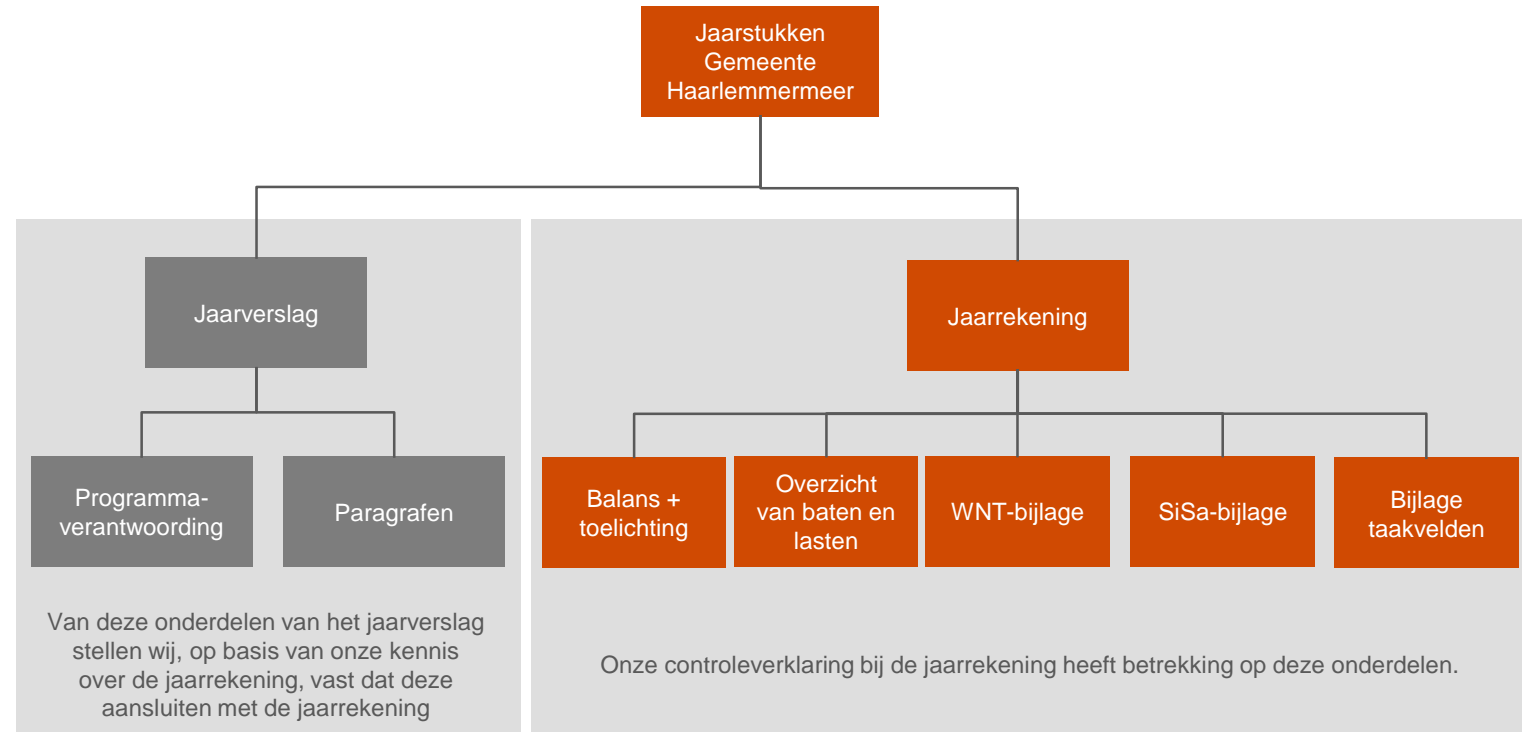 Jaarstukken
Gemeente
Haarlemmermeer
Jaarverslag
Programma-
verantwoording
Paragrafen
Van deze onderdelen van het jaarverslag
stellen wij, op basis van onze kennis
over de jaarrekening, vast dat deze
aansluiten met de jaarrekening
Jaarrekening
Balans +
toelichting
Overzicht
van baten en
lasten
WNT-bijlage
SiSa-bijlage
Bijlage
taakvelden
Onze controleverklaring bij de jaarrekening heeft betrekking op deze onderdelen.